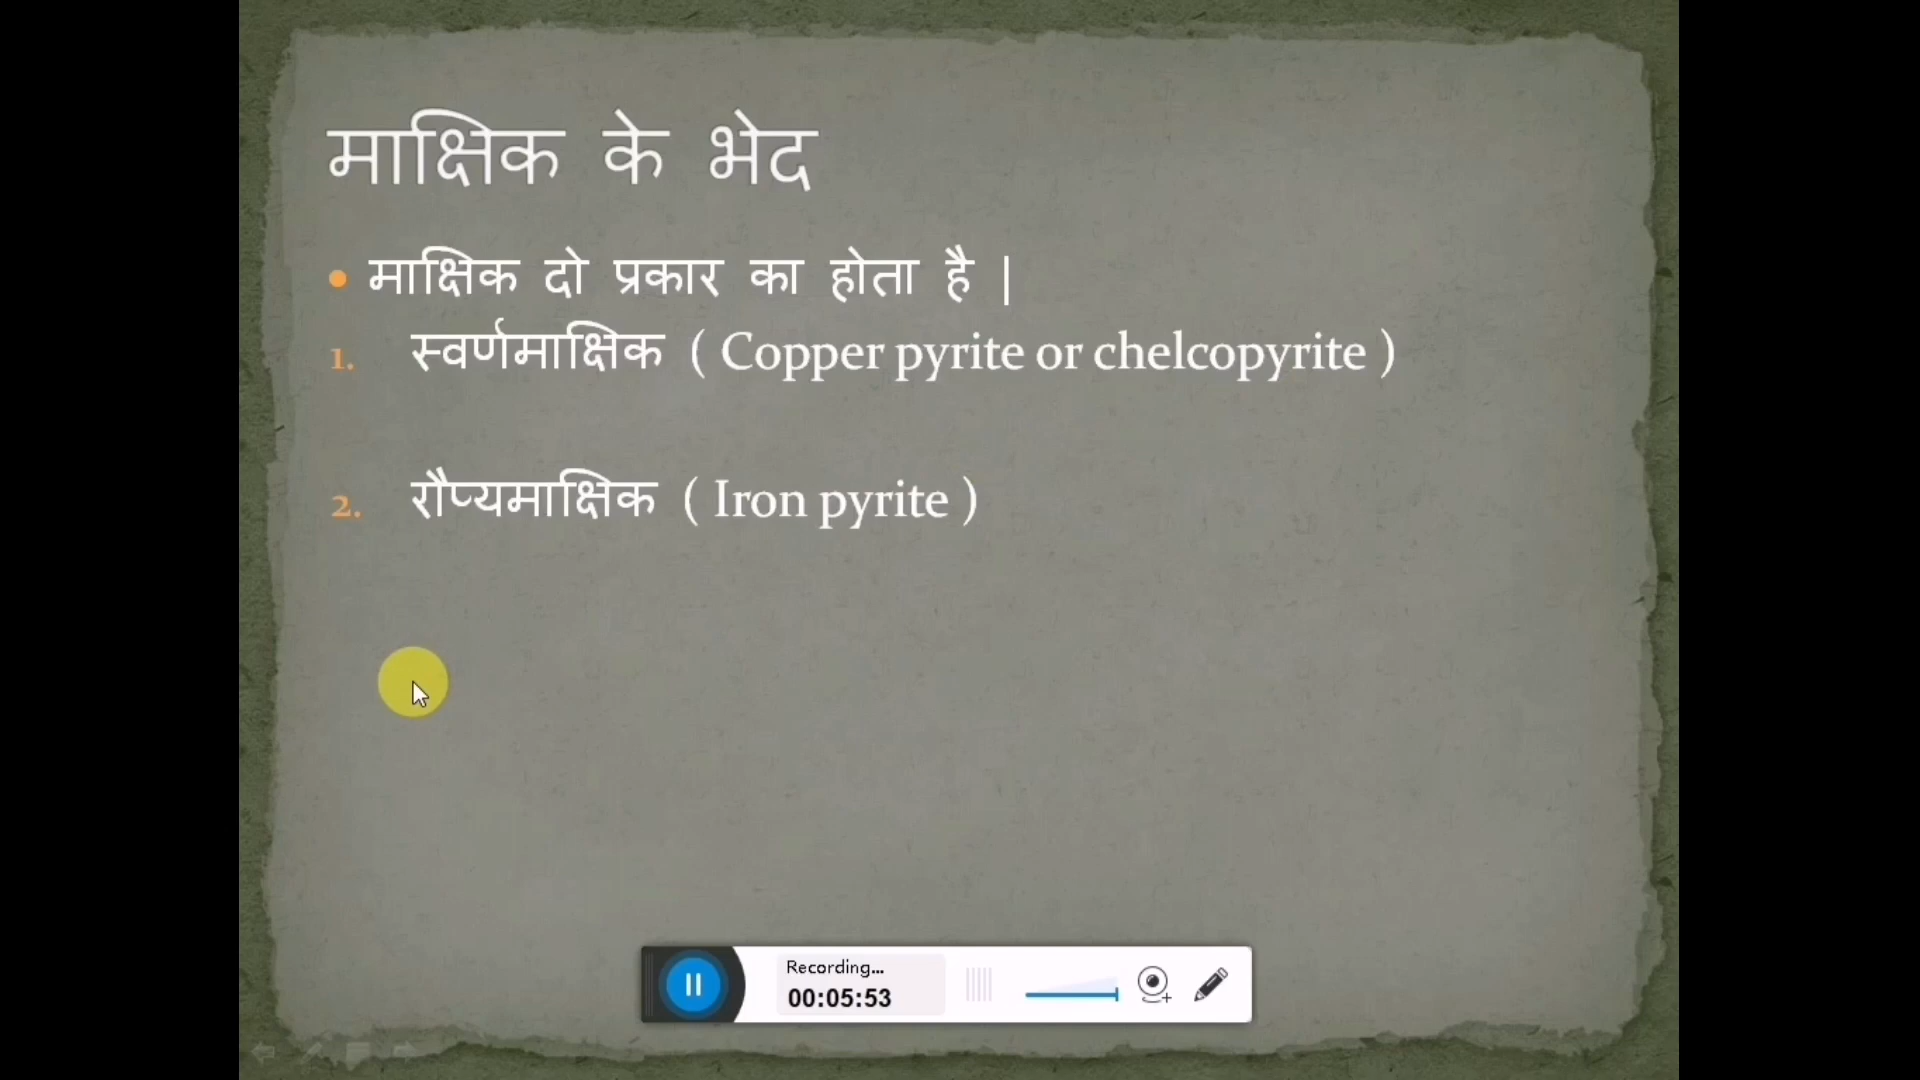 माक्षिक के भेद
• माक्षिक दो प्रकार का होता है |
1. स्वर्णमाक्षिक ( Copper pyrite or chelcopyrite )
2. रौप्यमाक्षिक ( Iron pyrite )
Recording...
00:05:53